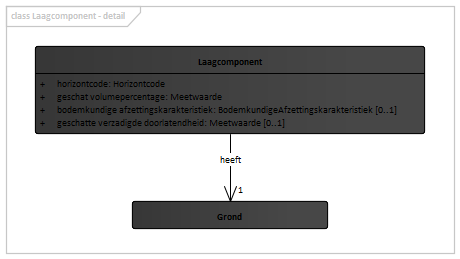 class Laagcomponent - detail
Laagcomponent
+ horizontcode: Horizontcode
+ geschat volumepercentage: Meetwaarde
+ bodemkundige afzettingskarakteristiek: BodemkundigeAfzettingskarakteristiek [0..1]
+ geschatte verzadigde doorlatendheid: Meetwaarde [0..1]
heeft
1
Grond